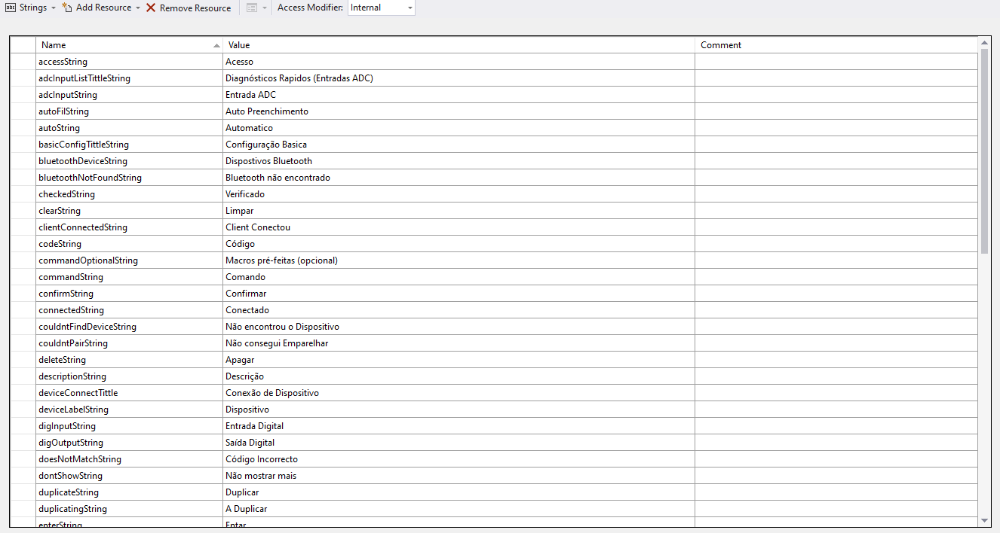 abc Strings Add Resource Remove Resource Access Modifier: Internal
Name Value Comment
accessString Acesso
adcInputListTittleString Diagnósticos Rapidos (Entradas ADC)
adcInputString Entrada ADC
autoFilString Auto Preenchimento
autoString Automatico
basicConfigTittleString Configuração Basica
bluetoothDeviceString Dispostivos Bluetooth
bluetoothNotFoundString Bluetooth não encontrado
checkedString Verificado
clearString Limpar
clientConnectedString Client Conectou
codeString Código
commandOptionalString Macros pré-feitas (opcional)
commandString Comando
confirmString Confirmar
connectedString Conectado
couldntFindDeviceString Não encontrou o Dispositivo
couldntPairString Não consegui Emparelhar
deleteString Apagar
descriptionString Descrição
deviceConnectTittle Conexão de Dispositivo
deviceLabelString Dispositivo
digInputString Entrada Digital
digOutputString Saída Digital
doesNotMatchString Código Incorrecto
dontShowString Não mostrar mais
duplicateString Duplicar
duplicatingString A Duplicar
enterString Entar